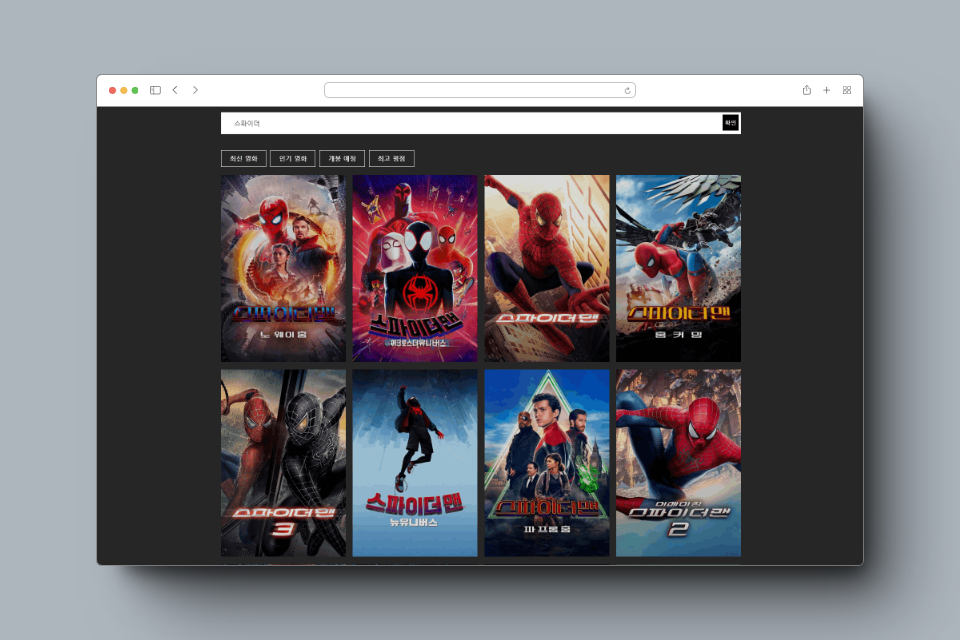 스파이더
확인
최신 영화
인기 영화
개봉 예정
최고 평점
스파이더맨
노 웨이 홈
스파이더맨
어크로스더유니버스
스파이더맨
스파이더맨
홈 커 밍
스파이더맨
3
스파이더맨
뉴유니버스
스파이더맨
파 프롬 홈
어메이징
스파이더맨
2